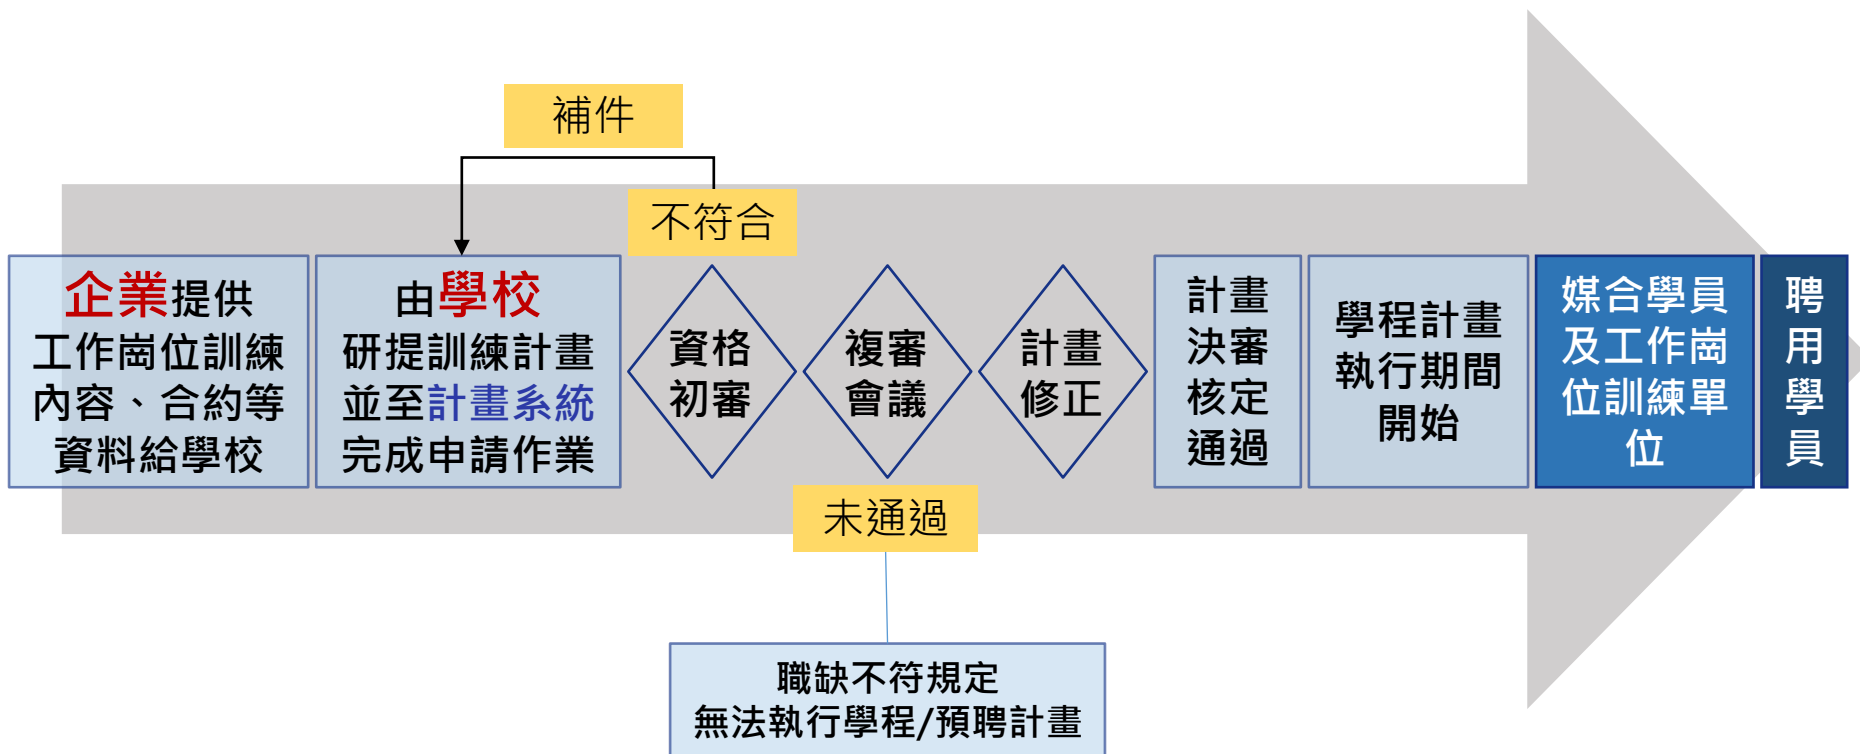 補件
不符合
企業提供
工作崗位訓練
內容、合約等
資料給學校
由學校
研提訓練計畫
並至計畫系統
完成申請作業
資格
初審
複審
會議
計畫
修正
計畫
決審
核定
通過
學程計畫
執行期間
開始
媒合學員
及工作崗
位訓練單
位
聘
用
學
員
未通過
職缺不符規定
無法執行學程/預聘計畫